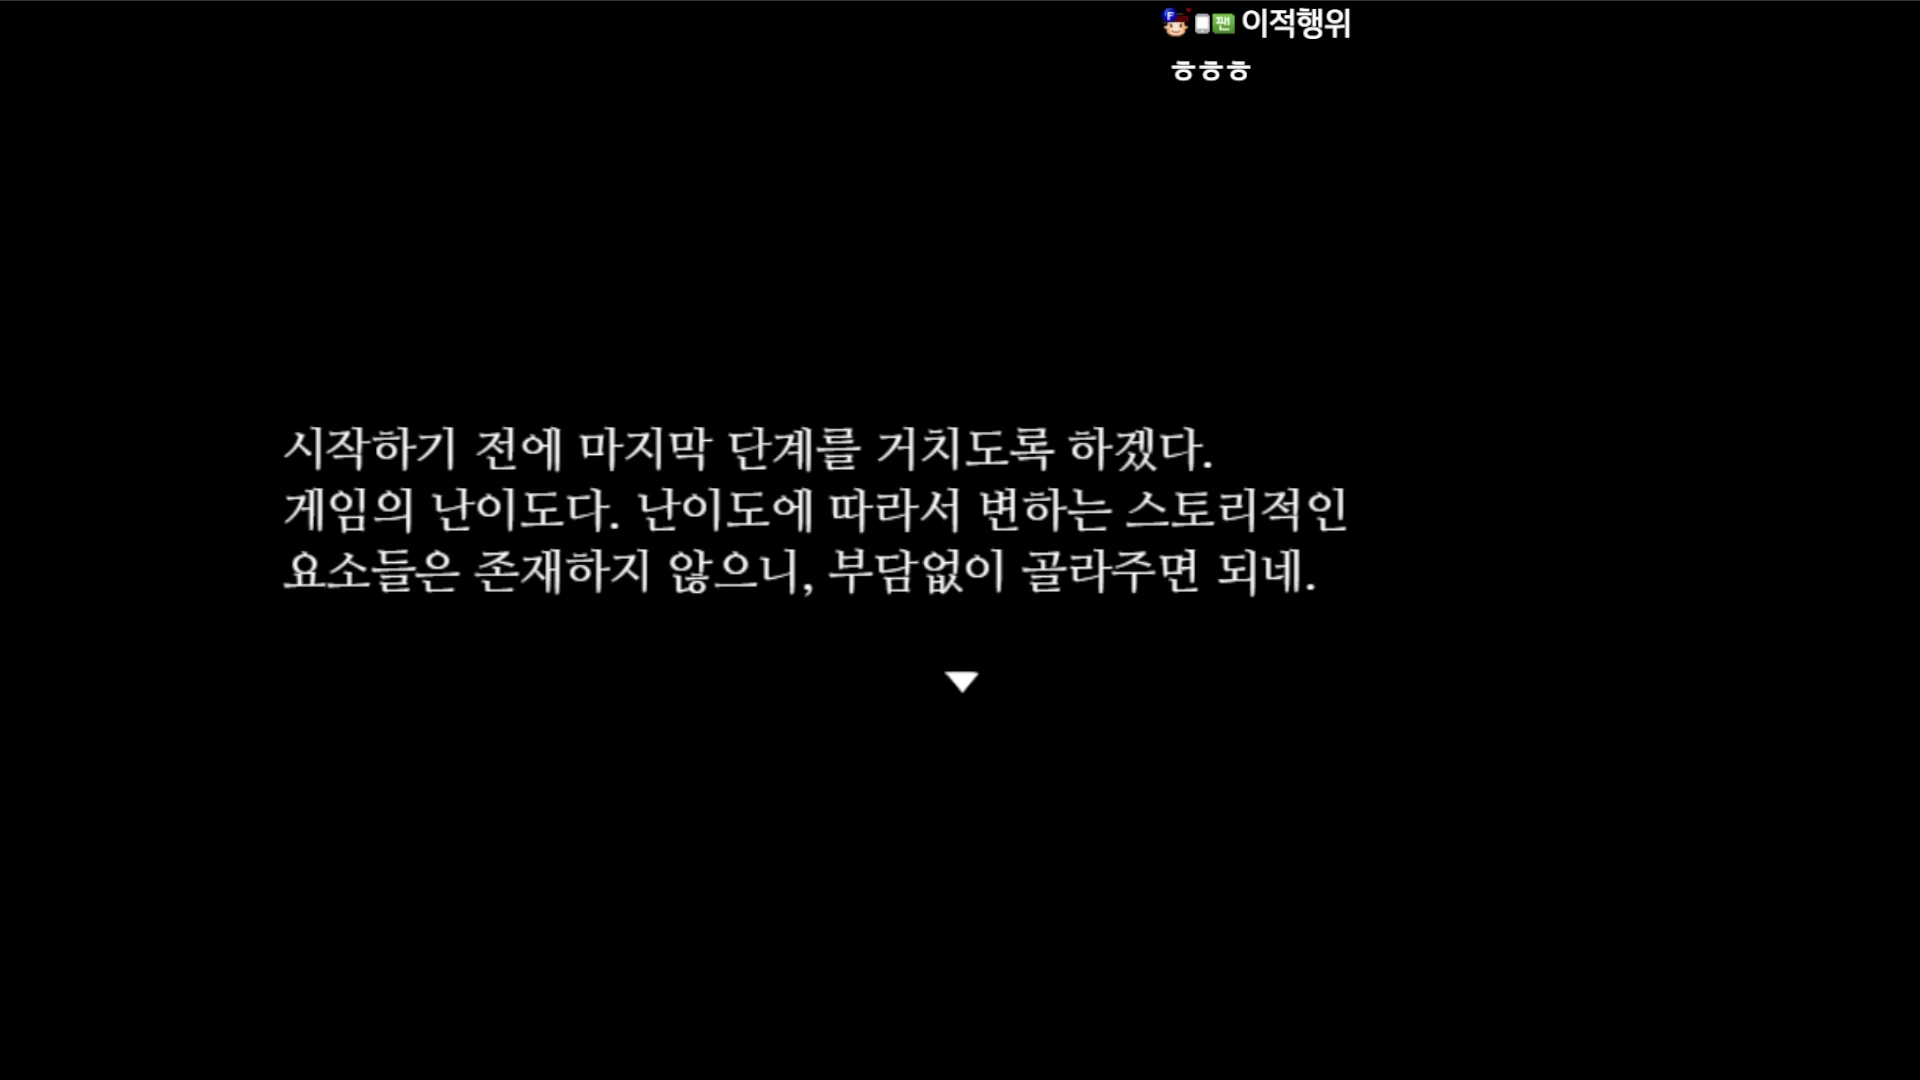 F 팬 이적행위
ㅎㅎㅎ
시작하기 전에 마지막 단계를 거치도록 하겠다.
게임의 난이도다. 난이도에 따라서 변하는 스토리적인
요소들은 존재하지 않으니, 부담없이 골라주면 되네.